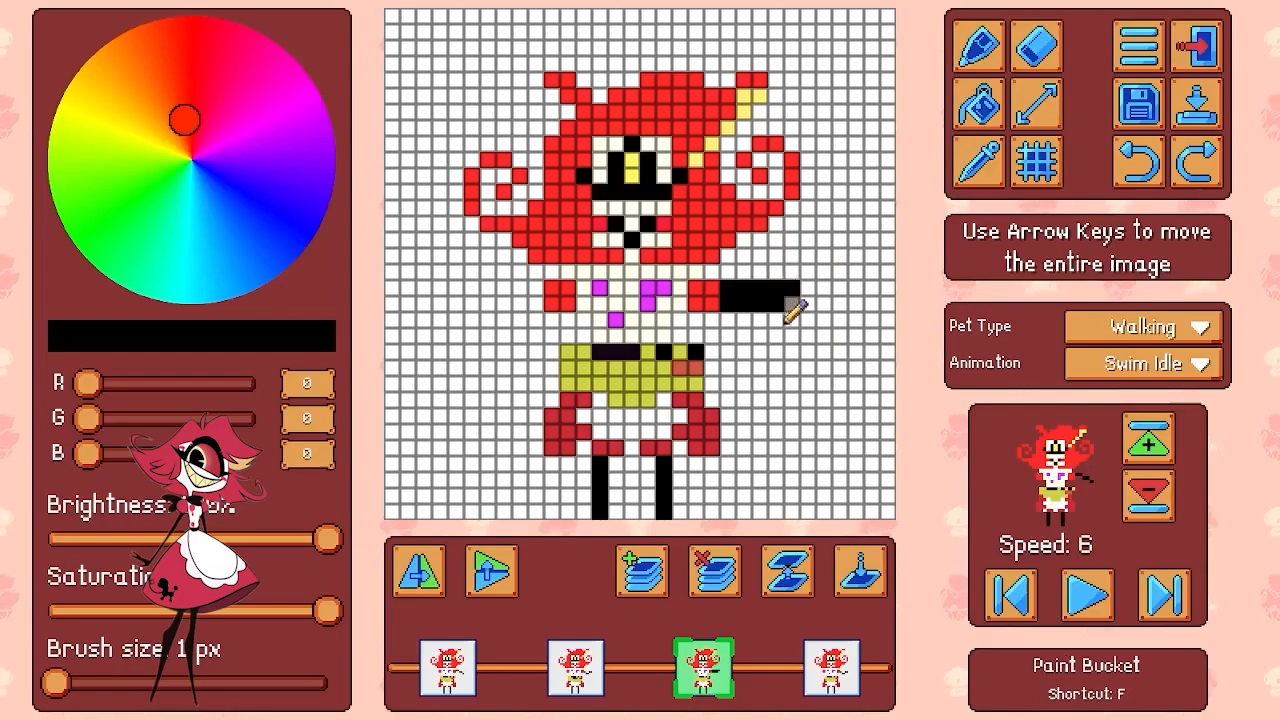 R 0
G 0
B 0
Brightness:
Saturatio
Brush size: 1 px
Use Arrow Keys to move
the entire image
Pet Type Walking
Animation Swim Idle
Speed: 6
Paint Bucket
Shortcut: F